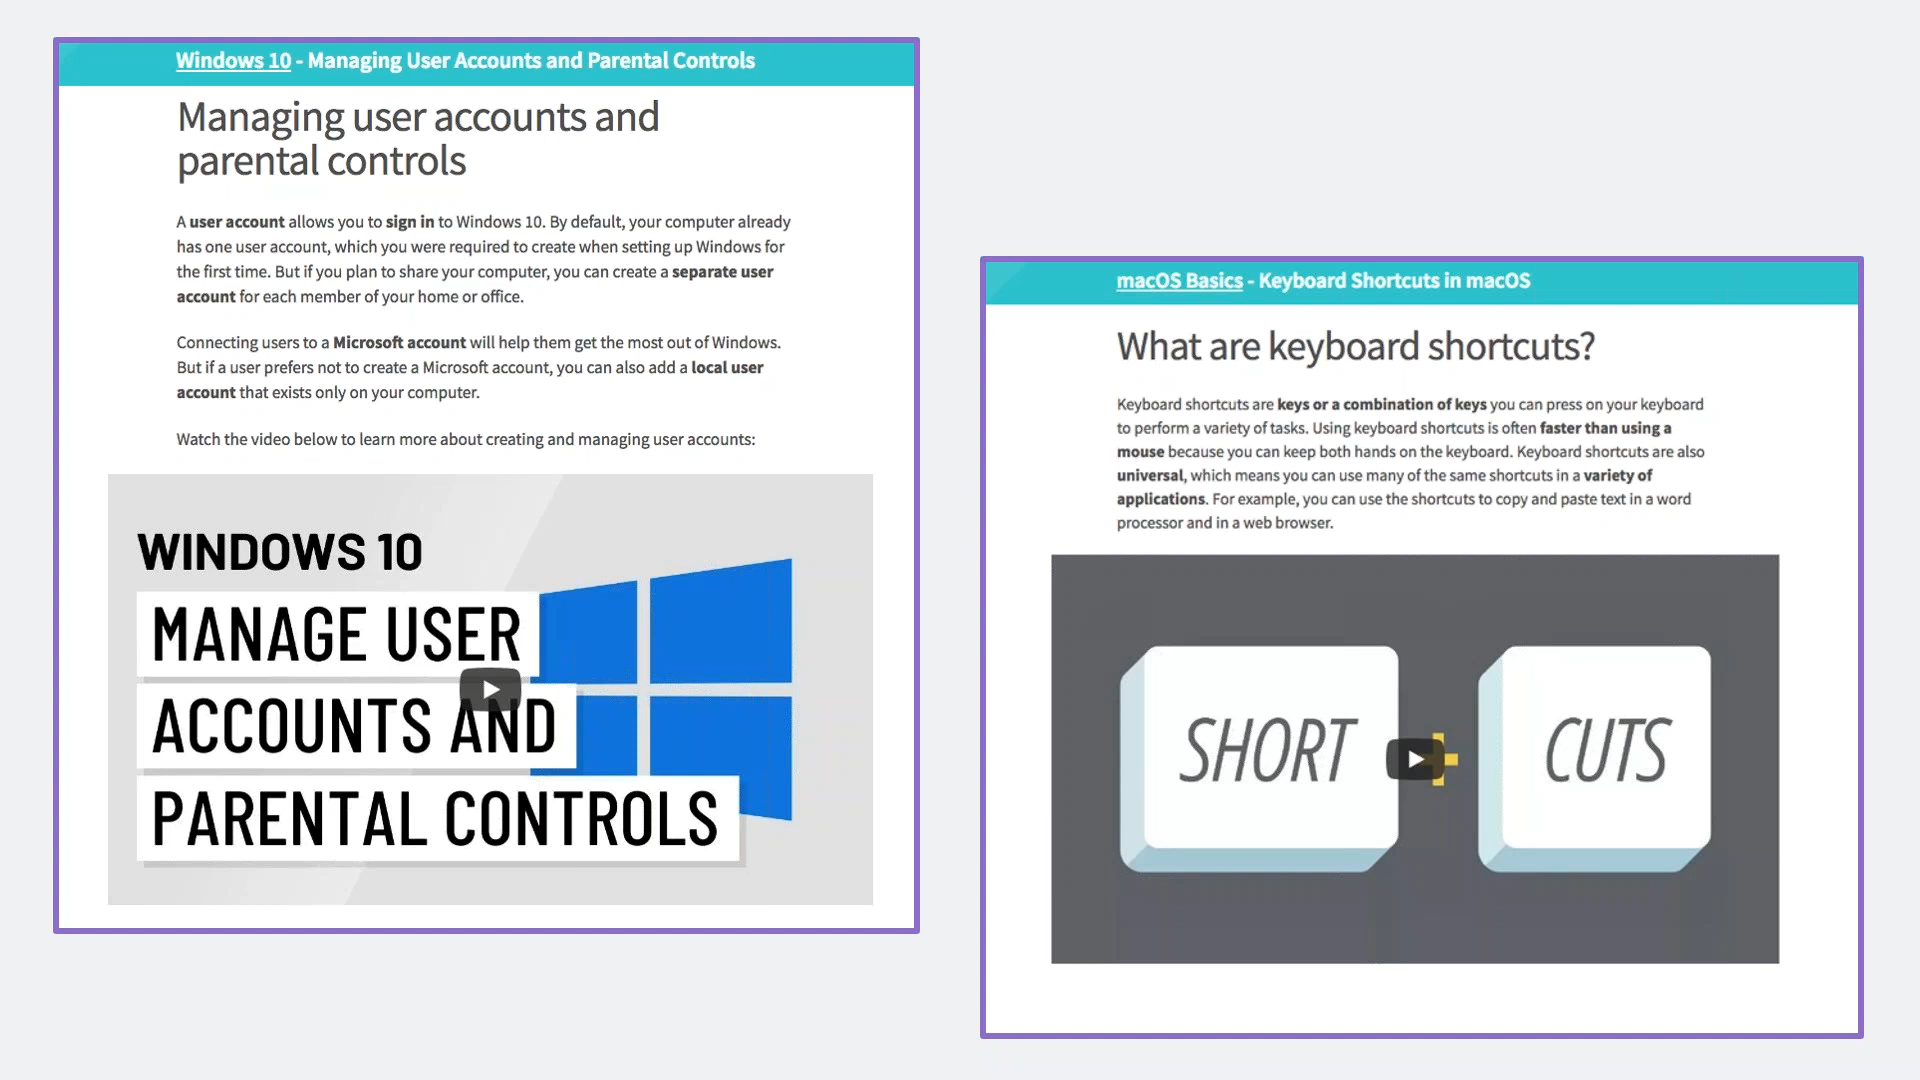 Windows 10 - Managing User Accounts and Parental Controls
Managing user accounts and
parental controls
A user account allows you to sign in to Windows 10. By default, your computer already
has one user account, which you were required to create when setting up Windows for
the first time. But if you plan to share your computer, you can create a separate user
account for each member of your home or office.
Connecting users to a Microsoft account will help them get the most out of Windows.
But if a user prefers not to create a Microsoft account, you can also add a local user
account that exists only on your computer.
Watch the video below to learn more about creating and managing user accounts:
WINDOWS 10
MANAGE USER
ACCOUNTS AND
PARENTAL CONTROLS
macOS Basics - Keyboard Shortcuts in macOS
What are keyboard shortcuts?
Keyboard shortcuts are keys or a combination of keys you can press on your keyboard
to perform a variety of tasks. Using keyboard shortcuts is often faster than using a
mouse because you can keep both hands on the keyboard. Keyboard shortcuts are also
universal, which means you can use many of the same shortcuts in a variety of
applications. For example, you can use the shortcuts to copy and paste text in a word
processor and in a web browser.
SHORT + CUTS